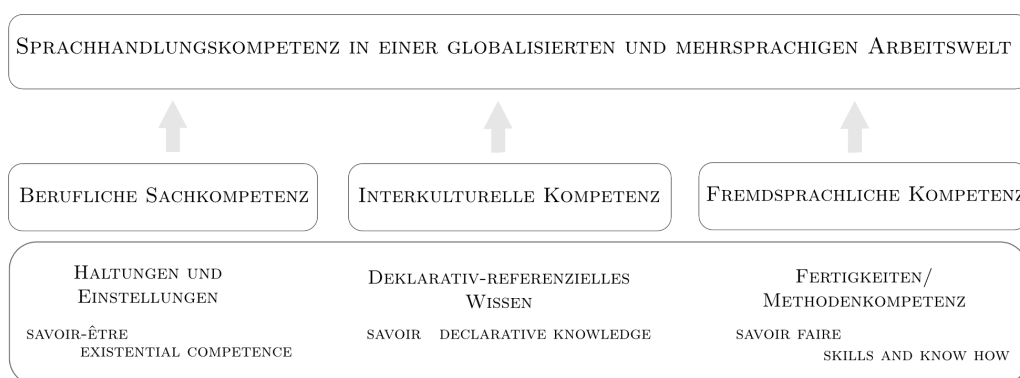 Sprachhandlungskompetenz in einer globalisierten und mehrsprachigen Arbeitswelt
Berufliche Sachkompetenz
Interkulturelle Kompetenz
Fremdsprachliche Kompetenz
Haltungen und
Einstellungen
savoir-être
existential competence
Deklarativ-referenzielles
Wissen
savoir declarative knowledge
Fertigkeiten/
Methodenkompetenz
savoir faire
skills and know how